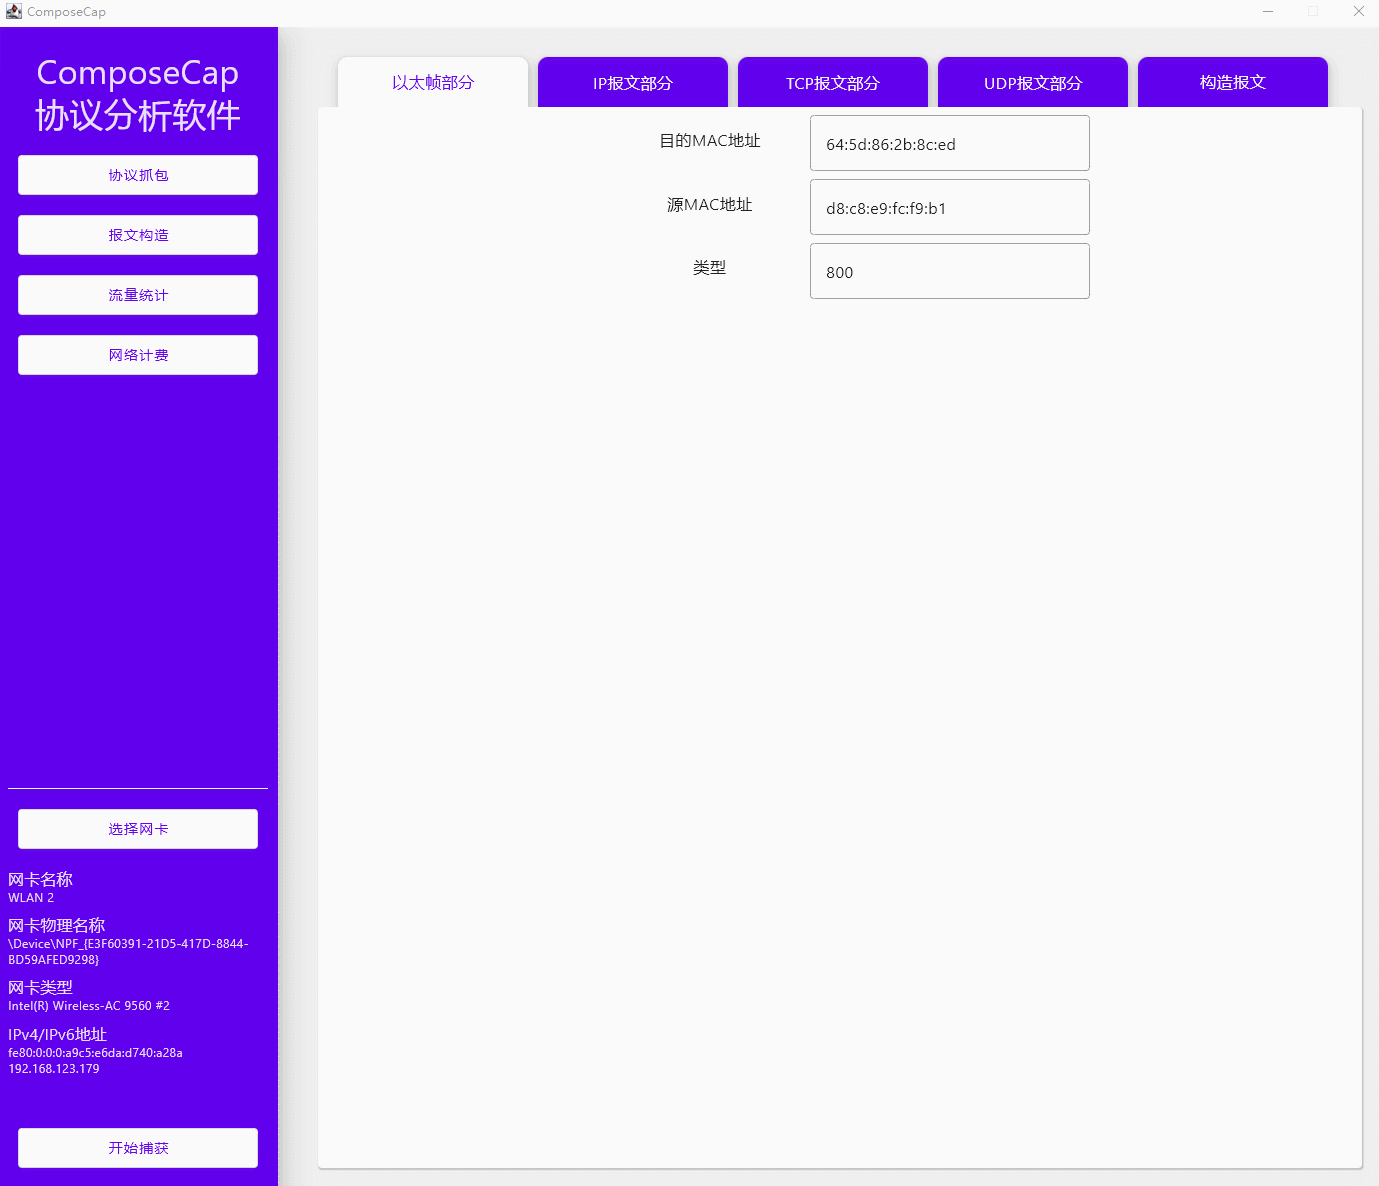 ComposeCap
ComposeCap
协议分析软件
协议抓包
报文构造
流量统计
网络计费
选择网卡
网卡名称
WLAN 2
网卡物理名称
\Device\NPF_{E3F60391-21D5-417D-8844-
BD59AFED9298}
网卡类型
Intel(R) Wireless-AC 9560 #2
IPv4/IPv6地址
fe80:0:0:0:a9c5:e6da:d740:a28a
192.168.123.179
开始捕获
以太帧部分
IP报文部分
TCP报文部分
UDP报文部分
构造报文
目的MAC地址
64:5d:86:2b:8c:ed
源MAC地址
d8:c8:e9:fc:f9:b1
类型
800